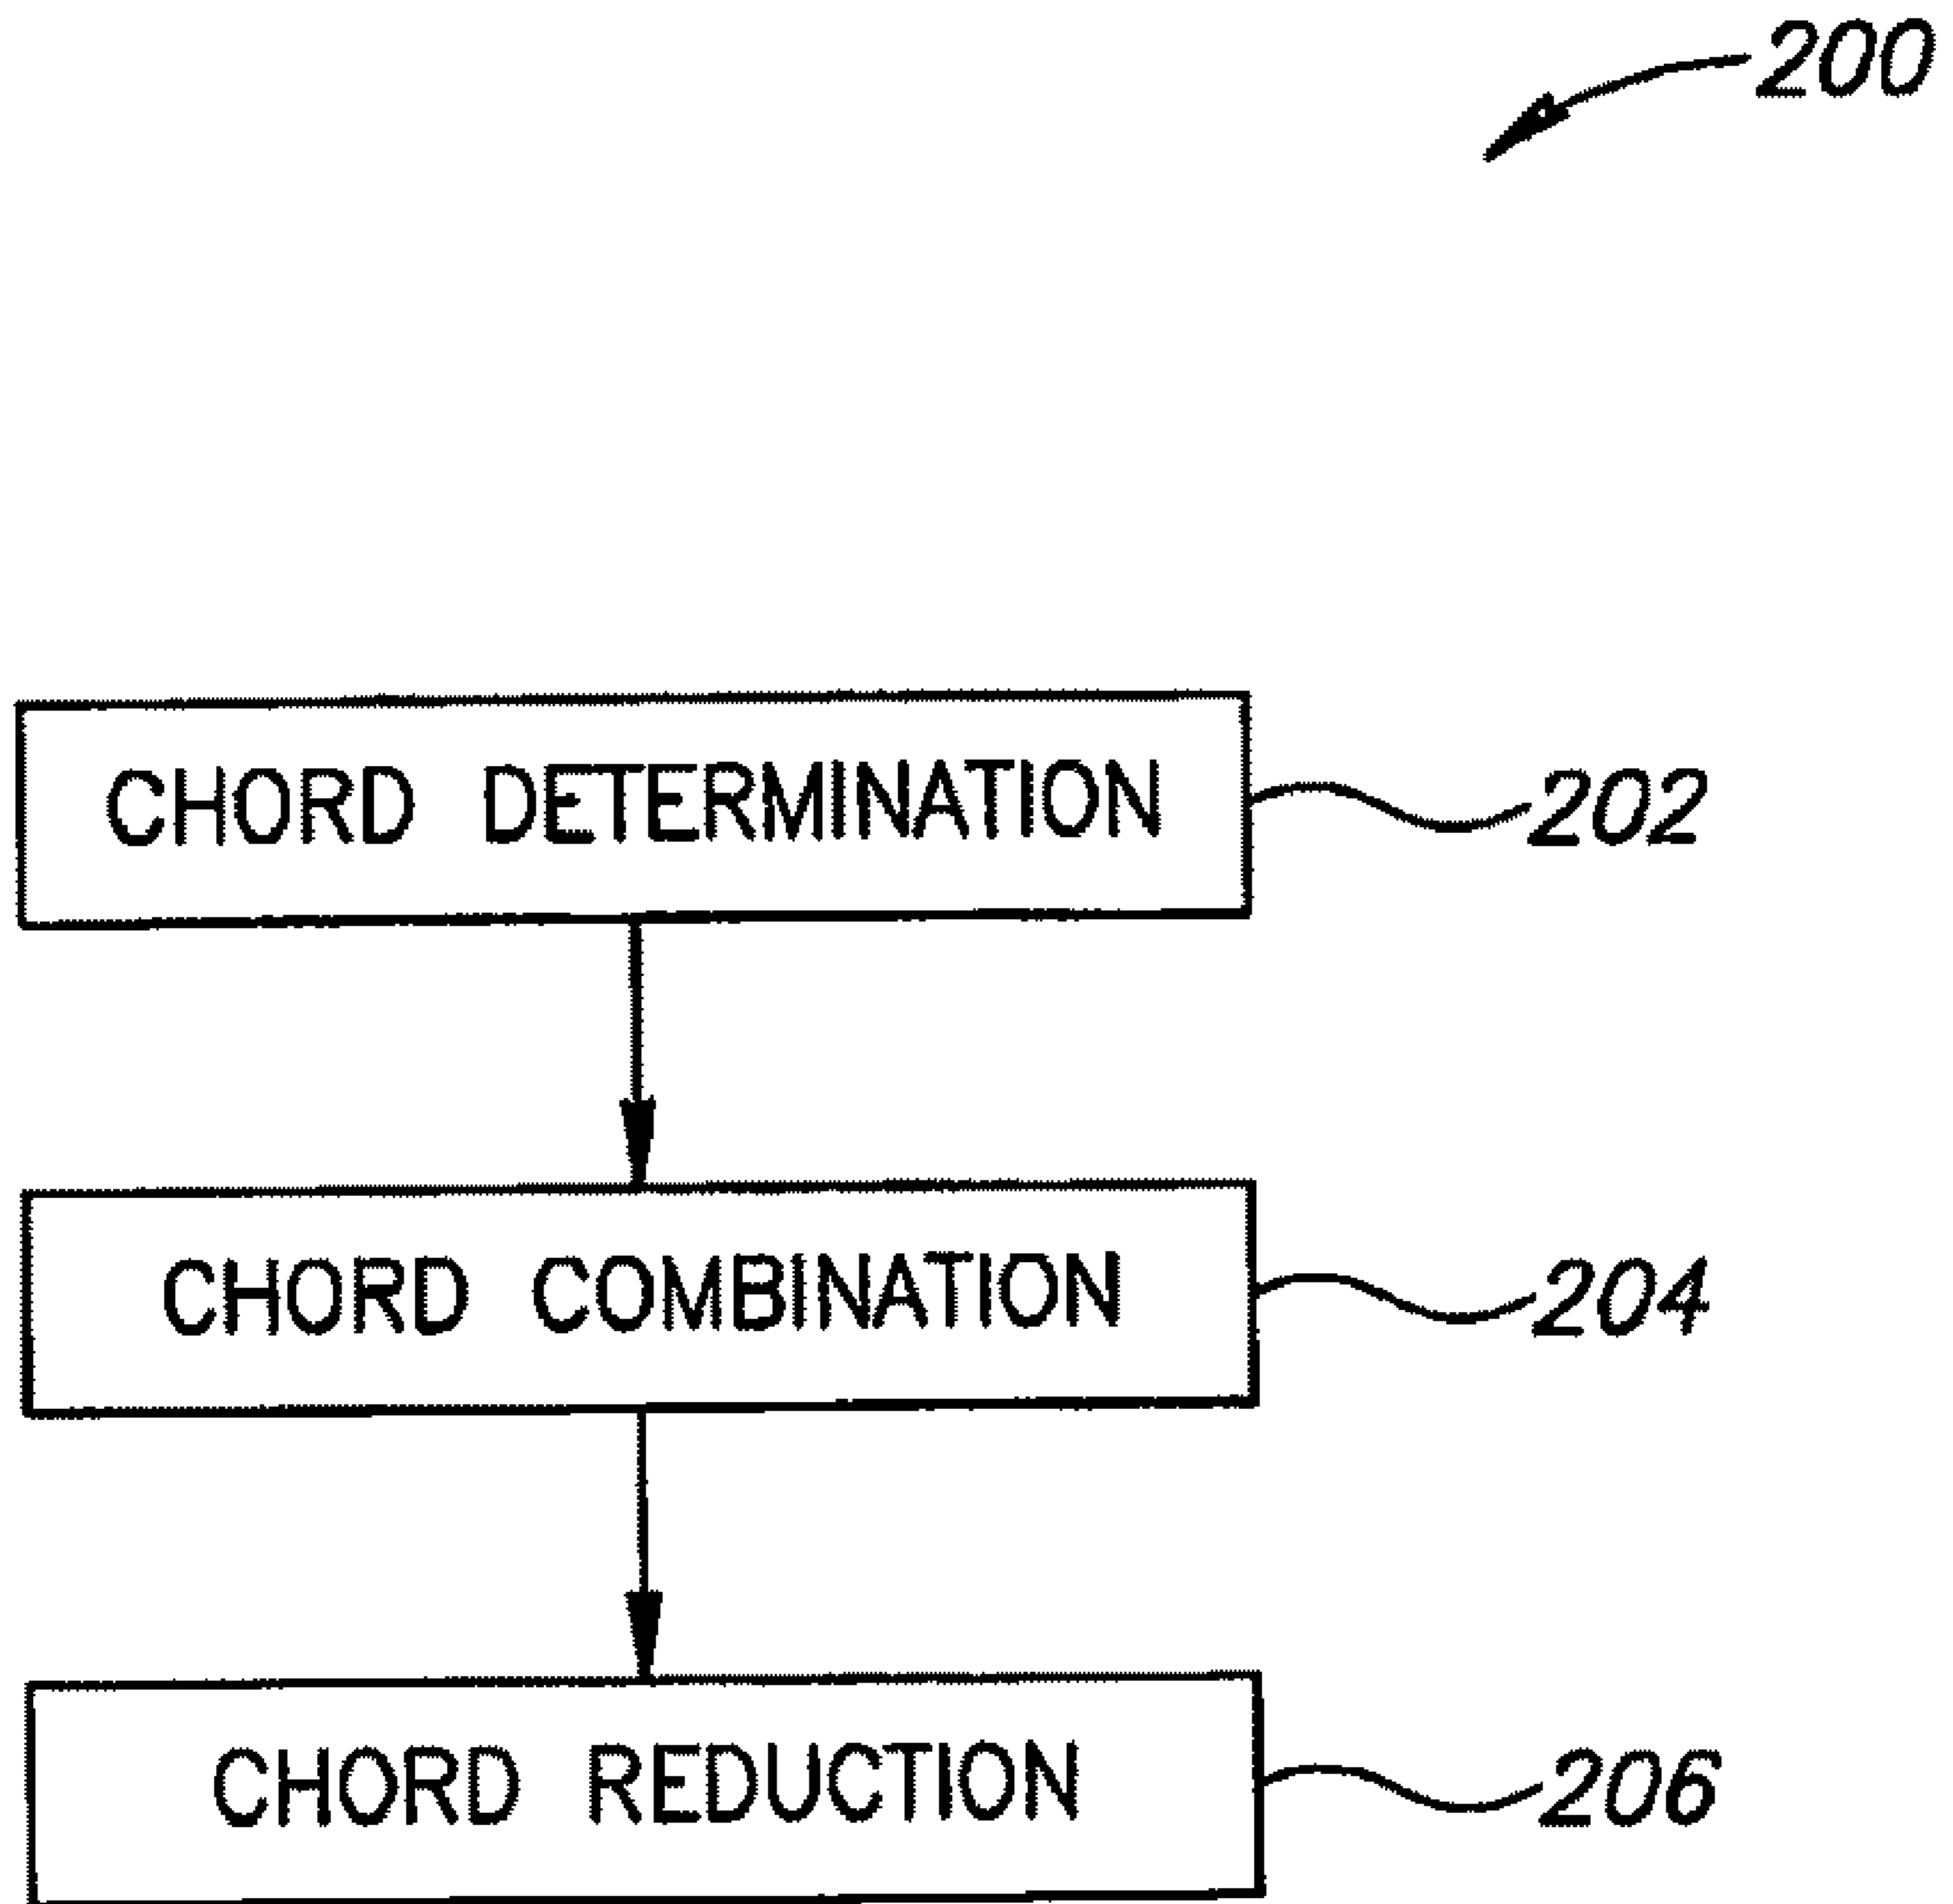 200
CHORD DETERMINATION
202
CHORD COMBINATION
204
CHORD REDUCTION
206